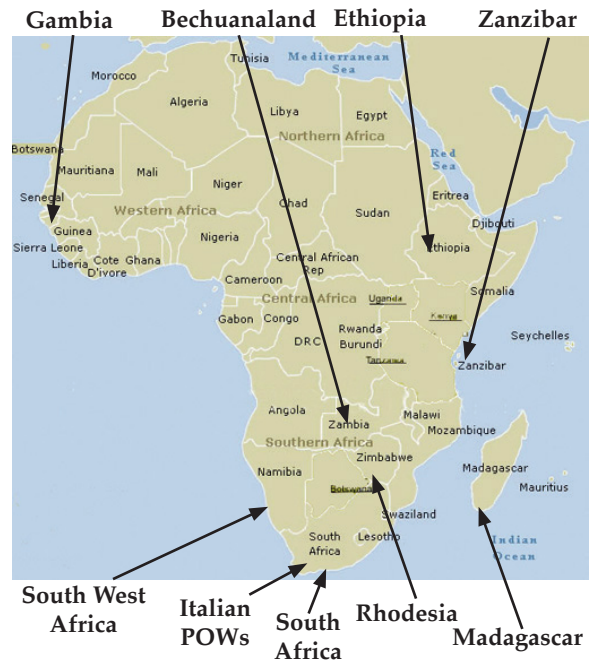 Gambia
Bechuanaland
Ethiopia
Zanzibar
Tunisia
Mediterranean
Sea
Morocco
Algeria
Libya
Egypt
Northern Africa
Botswana
Red
Sea
Mauritiana
Mali
Niger
Chad
Sudan
Eritrea
Senegal
Western Africa
Djibouti
Guinea
Nigeria
Ethiopia
Sierra Leone
Liberia
Cote
D'ivore
Ghana
Central African
Rep
Cameroon
Somalia
Central Africa
Uganda
Kenya
Gabon
Congo
Rwanda
Burundi
Seychelles
DRC
Tanzania
Zanzibar
Angola
Zambia
Malawi
Mozambique
Southern Africa
Zimbabwe
Namibia
Madagascar
Botswana
Mauritius
Swaziland
South
Africa
Lesotho
Indian
Ocean
South West
Africa
Italian
POWs
South
Africa
Rhodesia
Madagascar